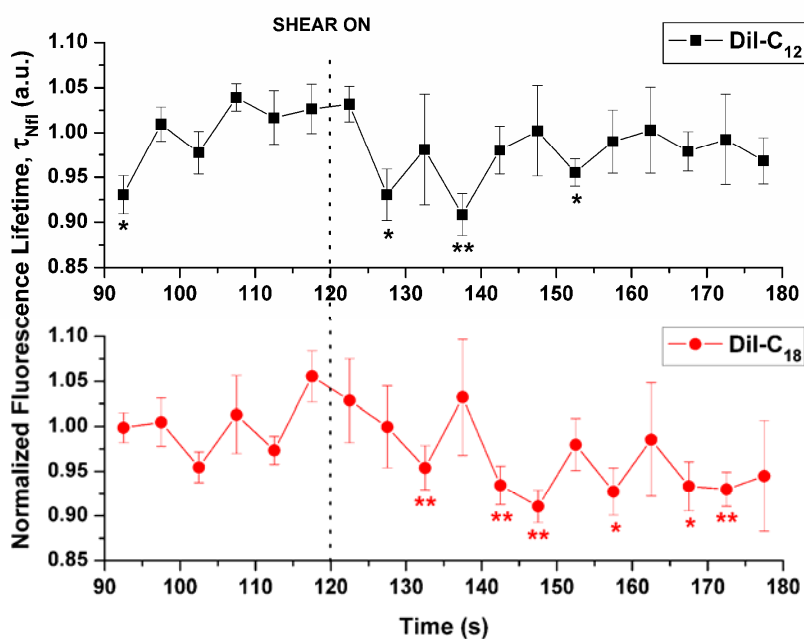 SHEAR ON
Normalized Fluorescence Lifetime, τNfl (a.u.)
1.10
1.05
1.00
0.95
0.90
0.85
DiI-C12
* * ** *
90 100 110 120 130 140 150 160 170 180
1.10
1.05
1.00
0.95
0.90
0.85
DiI-C18
** ** ** * * **
90 100 110 120 130 140 150 160 170 180
Time (s)